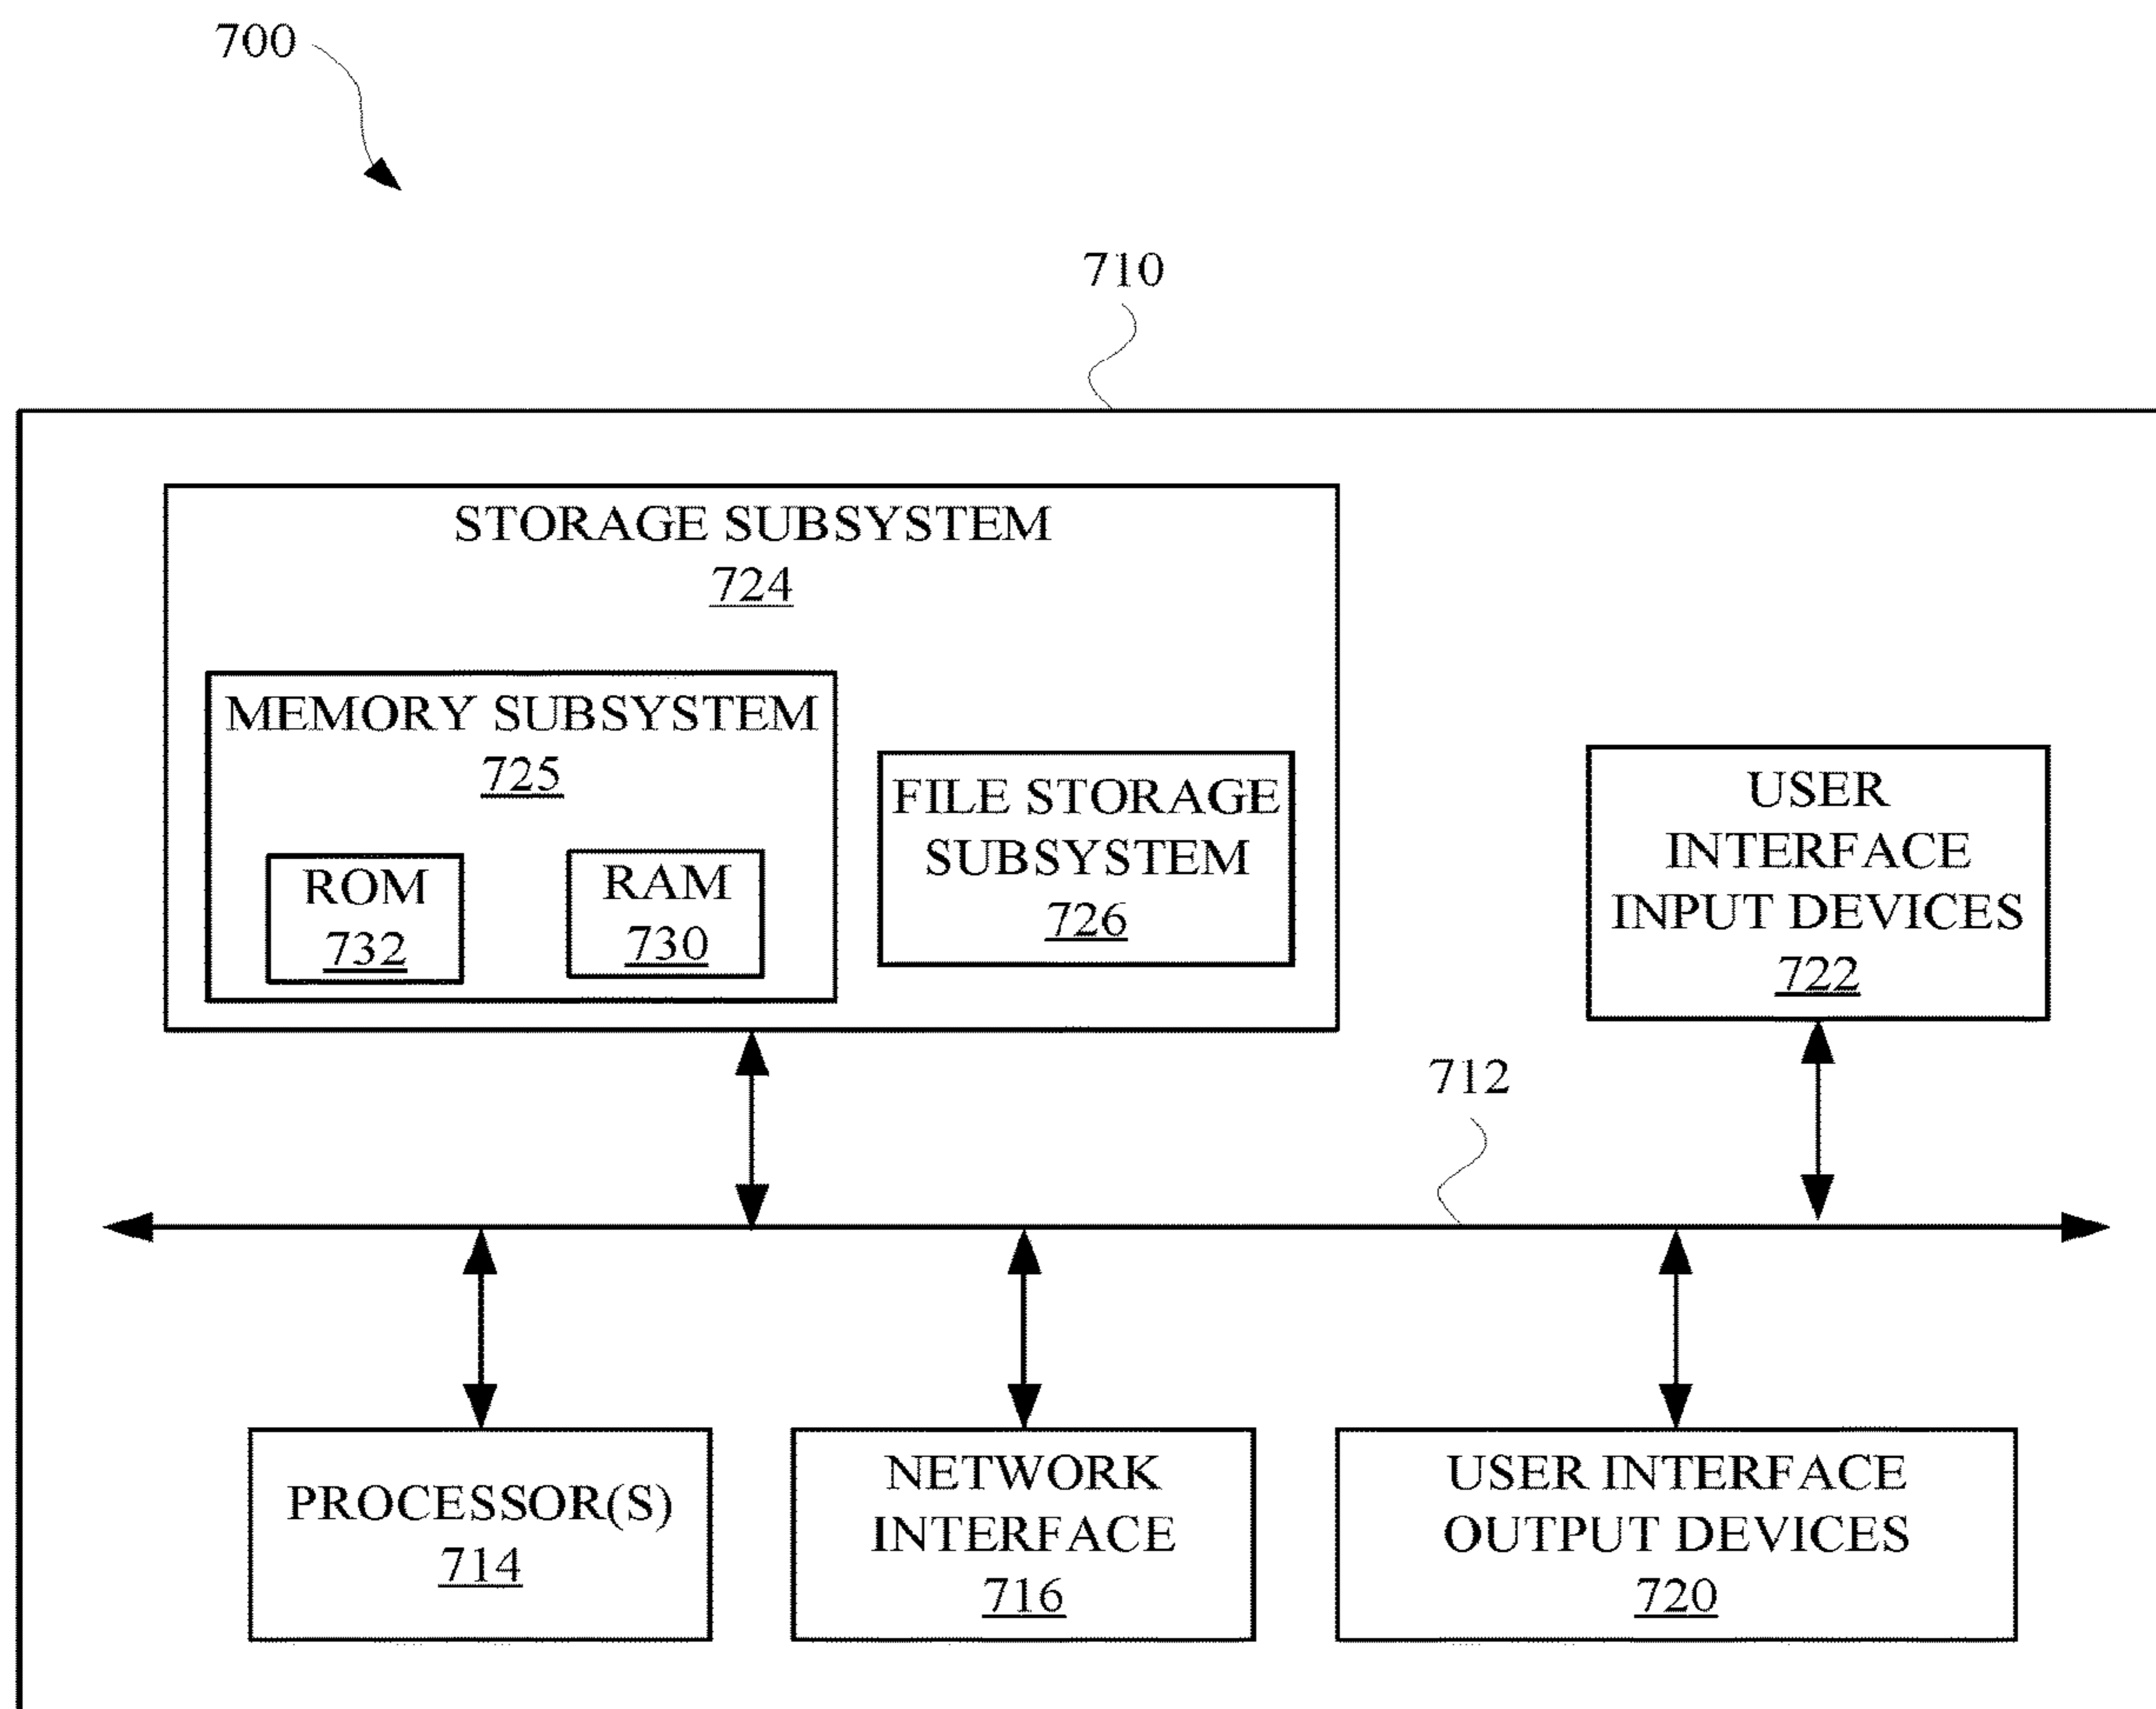 700
710
STORAGE SUBSYSTEM
724
MEMORY SUBSYSTEM
725
ROM
732
RAM
730
FILE STORAGE
SUBSYSTEM
726
USER
INTERFACE
INPUT DEVICES
722
712
PROCESSOR(S)
714
NETWORK
INTERFACE
716
USER INTERFACE
OUTPUT DEVICES
720